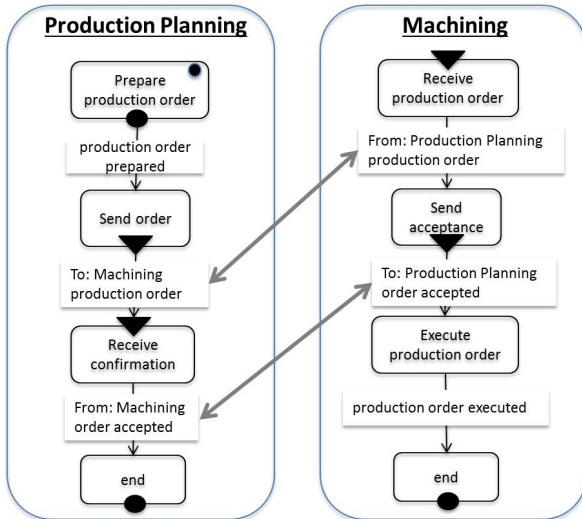 Production Planning
Prepare
production order
production order
prepared
Send order
To: Machining
production order
Receive
confirmation
From: Machining
order accepted
end
Machining
Receive
production order
From: Production Planning
production order
Send
acceptance
To: Production Planning
order accepted
Execute
production order
production order executed
end